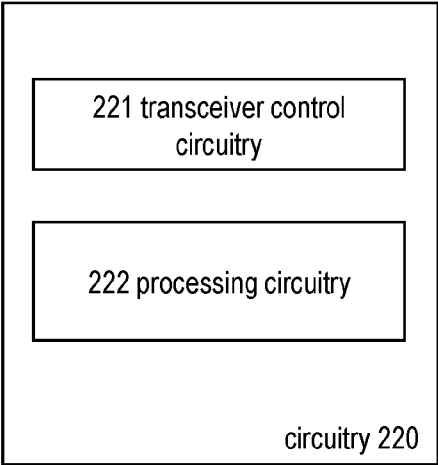 221 transceiver control
circuitry
222 processing circuitry
circuitry 220